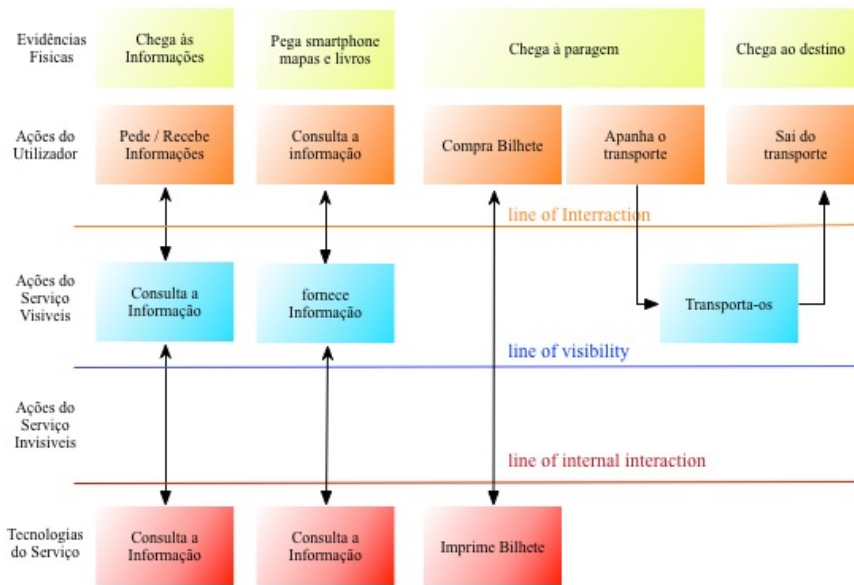 Evidências
Fisicas
Chega às
Informações
Pega smartphone
mapas e livros
Chega à paragem
Chega ao destino
Ações do
Utilizador
Pede / Recebe
Informações
Consulta a
informação
Compra Bilhete
Apanha o
transporte
Sai do
transporte
line of Interraction
Ações do
Serviço
Visiveis
Consulta a
Informação
fornece
Informação
Transporta-os
line of visibility
Ações do
Serviço
Invisiveis
line of internal interaction
Tecnologias
do Serviço
Consulta a
Informação
Consulta a
Informação
Imprime Bilhete